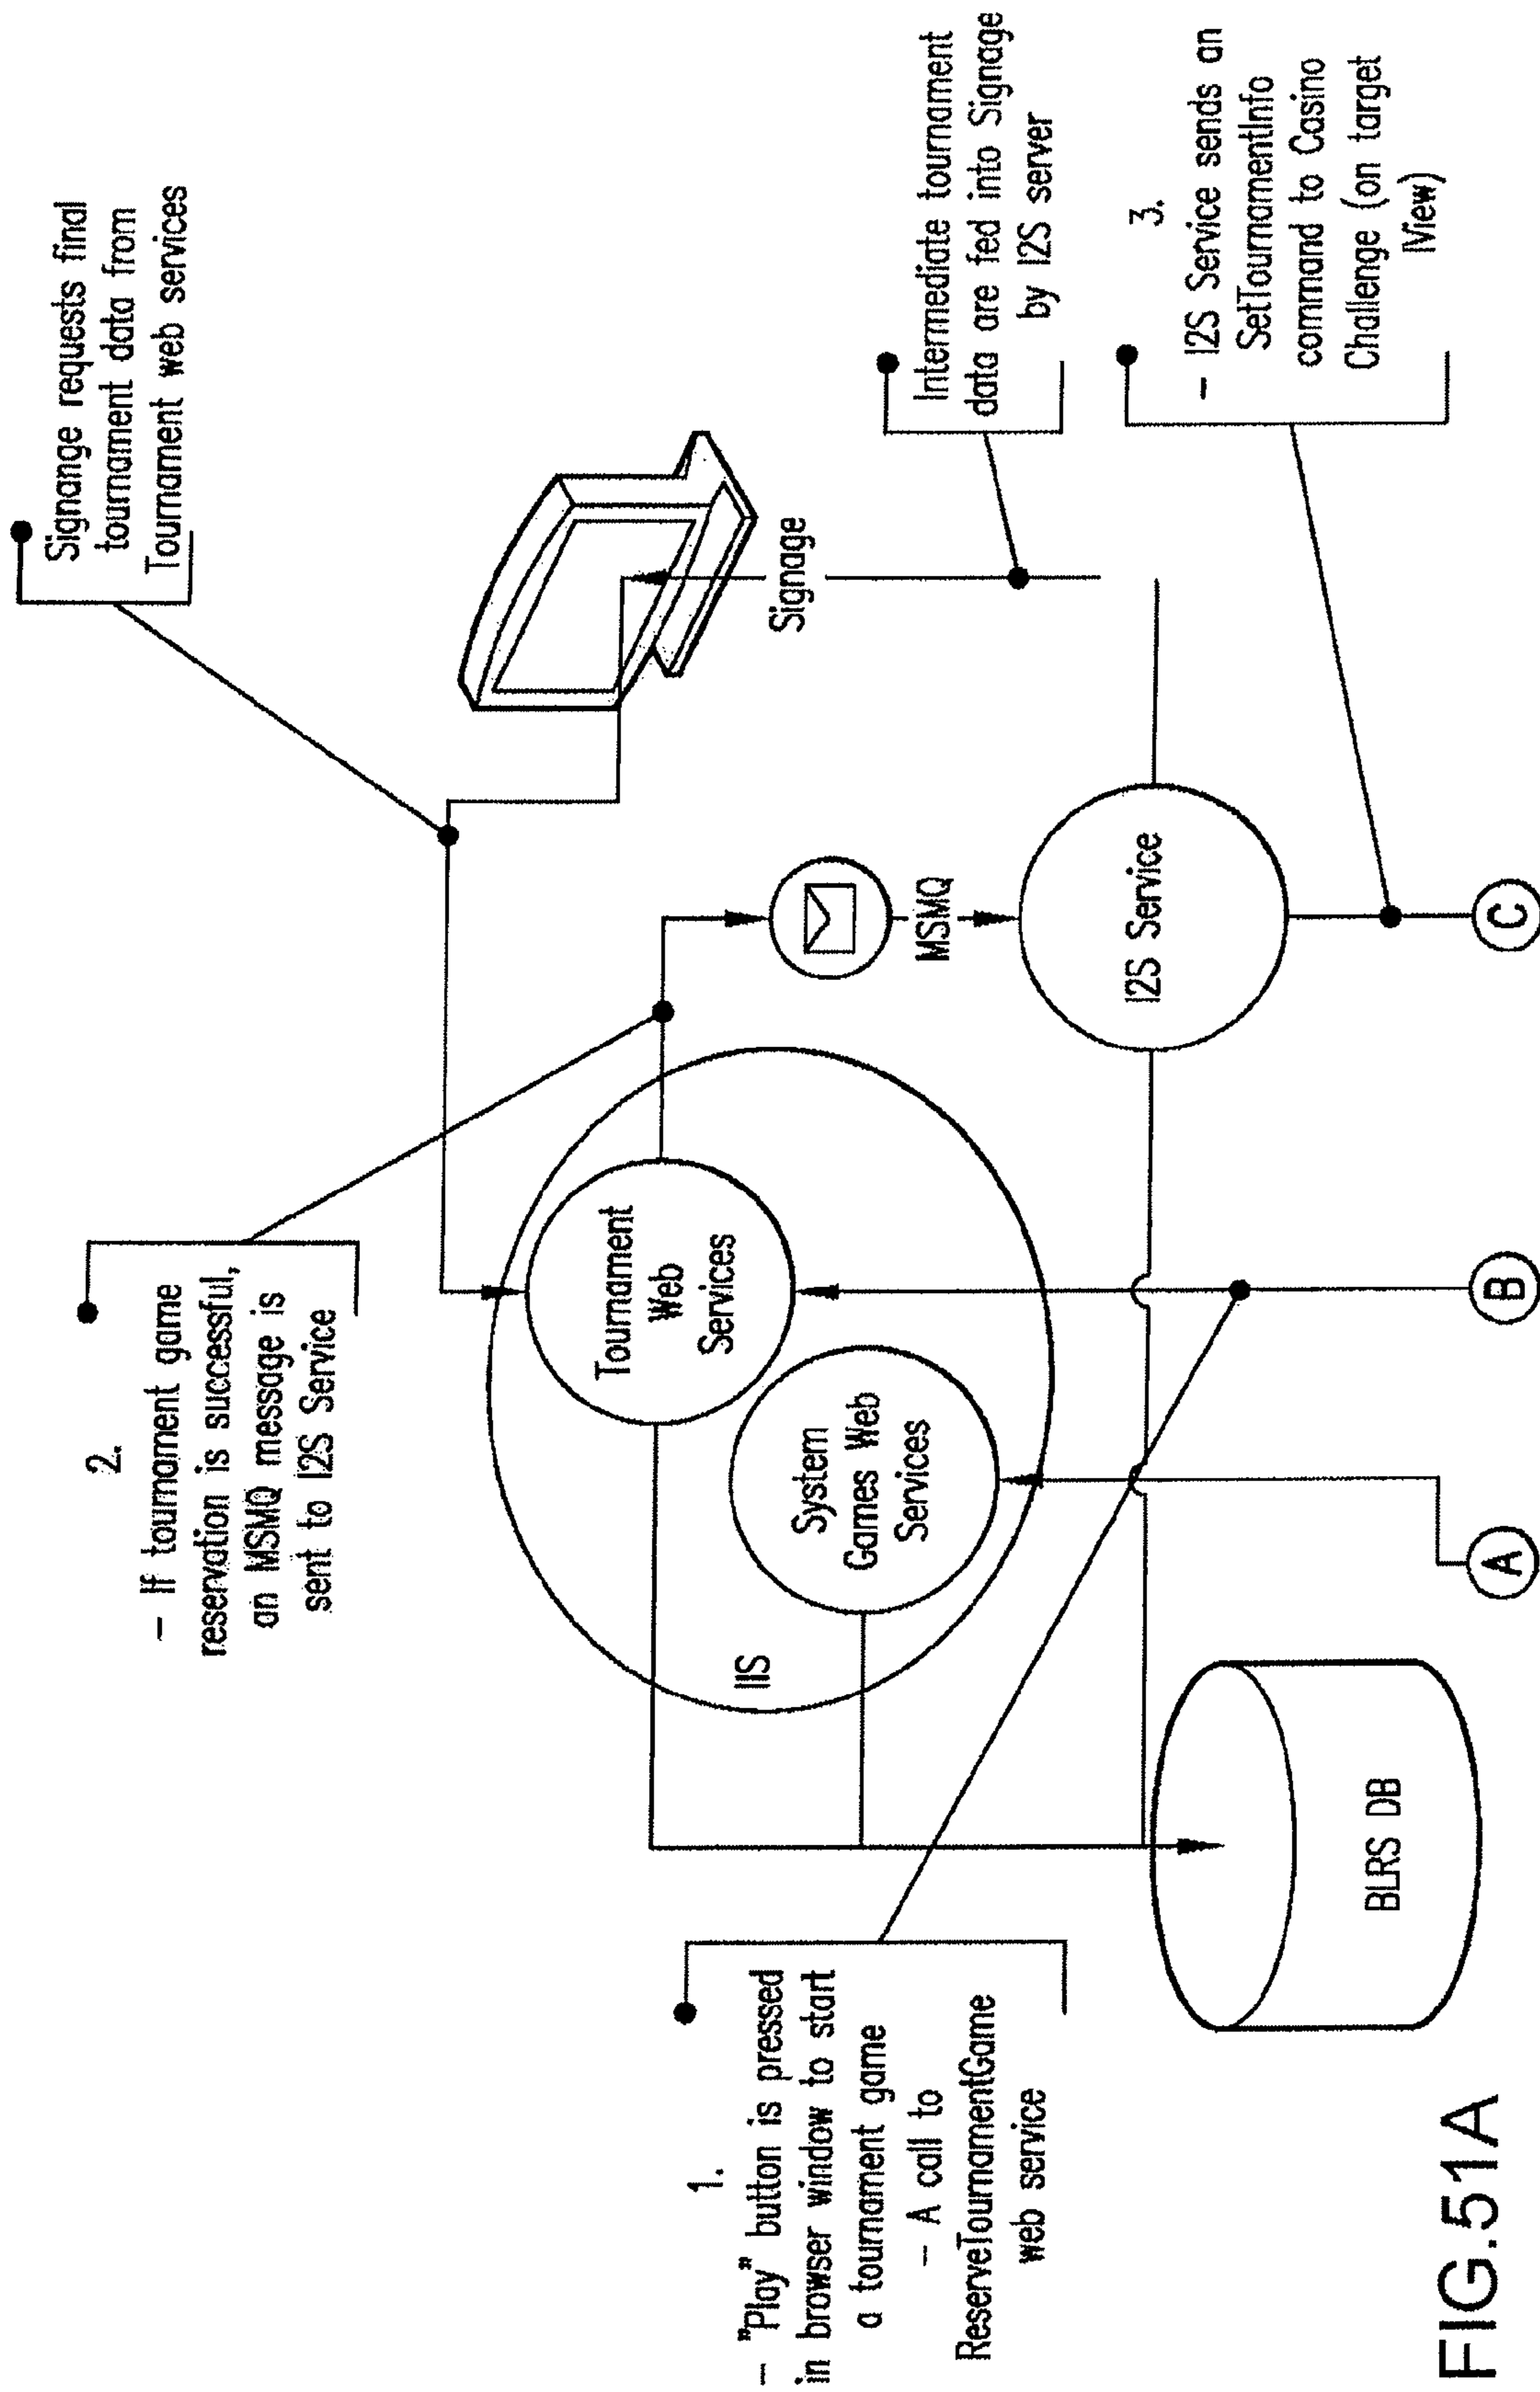 Signange requests final
tournament data from
Tournament web services
2.
– If tournament game
reservation is successful,
an MSMQ message is
sent to I2S Service
1.
– "Play" button is pressed
in browser window to start
a tournament game
– A call to
ReserveTournamentGame
web service
IIS
Tournament
Web
Services
System
Games Web
Services
MSMQ
Signage
Intermediate tournament
data are fed into Signage
by I2S server
I2S Service
3.
– I2S Service sends an
SetTournamentInfo
command to Casino
Challenge (on target
IView)
BLRS DB
A
B
C
FIG.51A